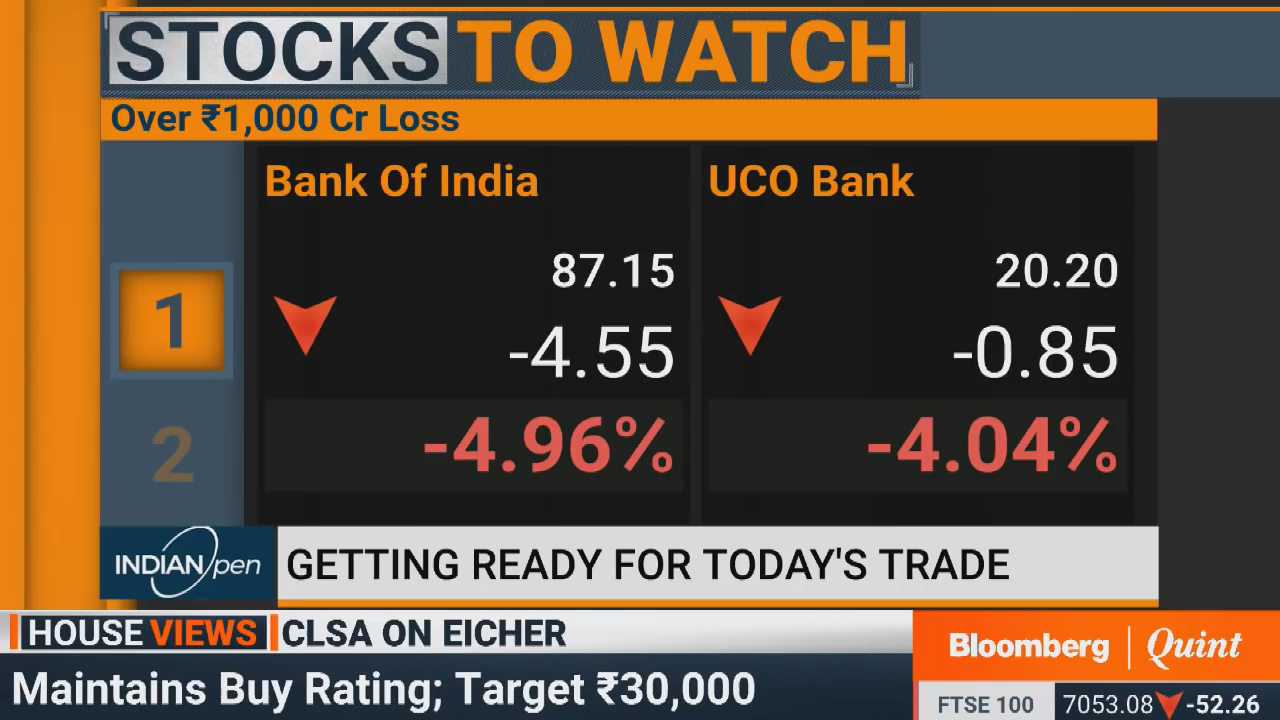 STOCKS TO WATCH
Over ₹1,000 Cr Loss
Bank Of India
87.15
-4.55
-4.96%
UCO Bank
20.20
-0.85
-4.04%
1
2
INDIAN Open
GETTING READY FOR TODAY'S TRADE
HOUSE VIEWS CLSA ON EICHER
Maintains Buy Rating; Target ₹30,000
Bloomberg | Quint
FTSE 100 7053.08 -52.26